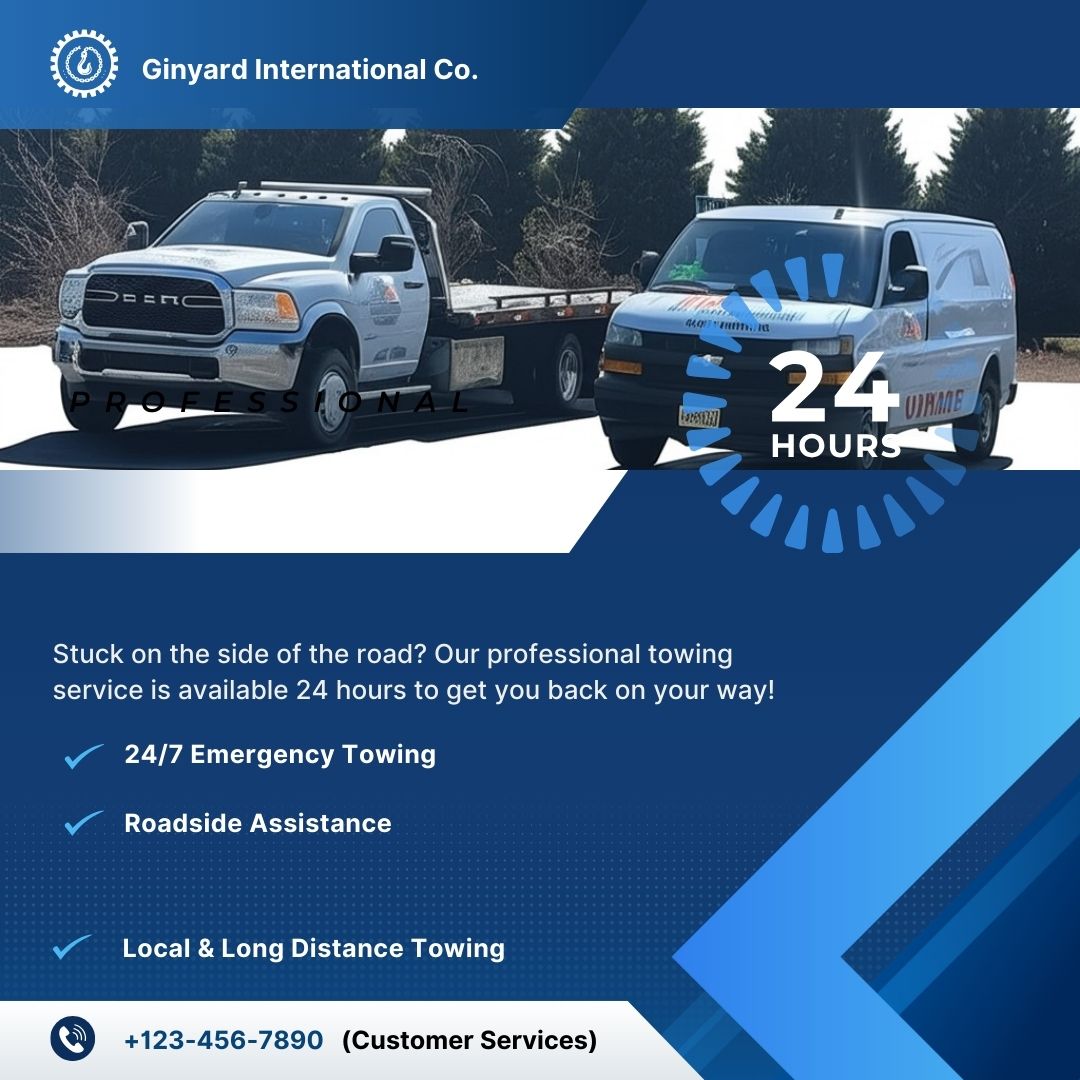 Ginyard International Co.
PROFESSIONAL
24
HOURS
Stuck on the side of the road? Our professional towing
service is available 24 hours to get you back on your way!
24/7 Emergency Towing
Roadside Assistance
Local & Long Distance Towing
+123-456-7890 (Customer Services)